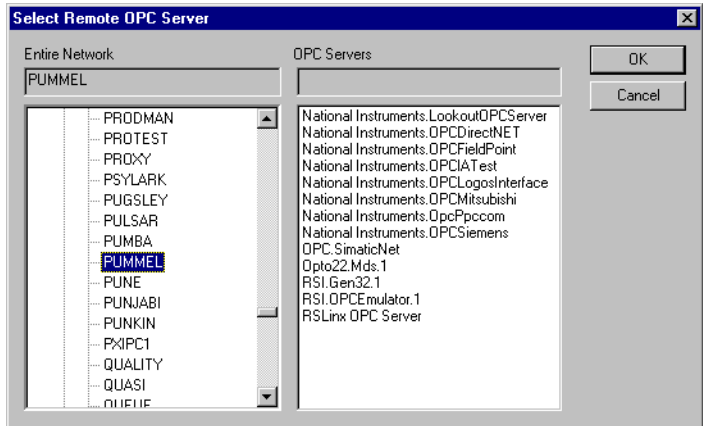 Select Remote OPC Server
Entire Network
OPC Servers
OK
PUMMEL
Cancel
PRODMAN
PROTEST
PROXY
PSYLARK
PUGSLEY
PULSAR
PUMBA
PUMMEL
PUNE
PUNJABI
PUNKIN
PXIPC1
QUALITY
QUASI
QUEUE
National Instruments.LookoutOPCServer
National Instruments.OPCDirectNET
National Instruments.OPCFieldPoint
National Instruments.OPCIATest
National Instruments.OPCLogosInterface
National Instruments.OPCMitsubishi
National Instruments.OpcPpccom
National Instruments.OPCSiemens
OPC.SimaticNet
Opto22.Mds.1
RSI.Gen32.1
RSI.OPCEmulator.1
RSLinx OPC Server